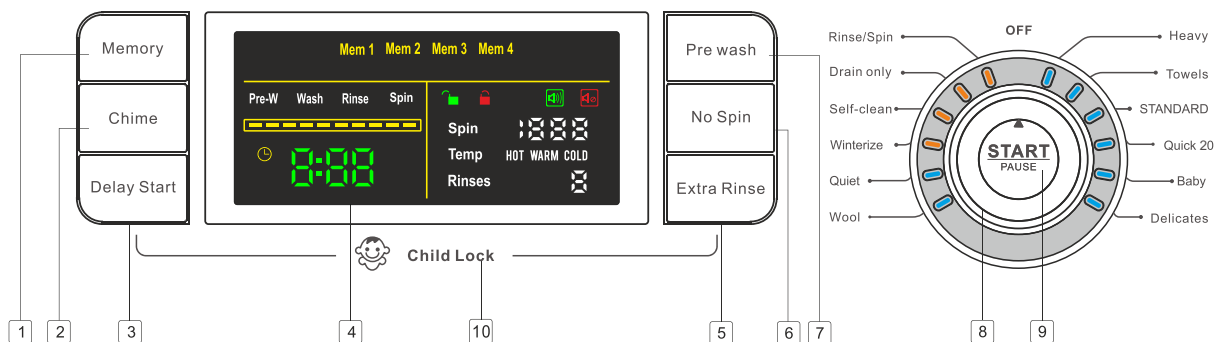 Memory
Chime
Delay Start
Mem 1 Mem 2 Mem 3 Mem 4
Pre-W Wash Rinse Spin
8:88
Spin 1888
Temp HOT WARM COLD
Rinses 8
Pre wash
No Spin
Extra Rinse
Child Lock
OFF
Rinse/Spin
Drain only
Self-clean
Winterize
Quiet
Wool
Heavy
Towels
STANDARD
Quick 20
Baby
Delicates
START
PAUSE
1 2 3 4 10 5 6 7 8 9